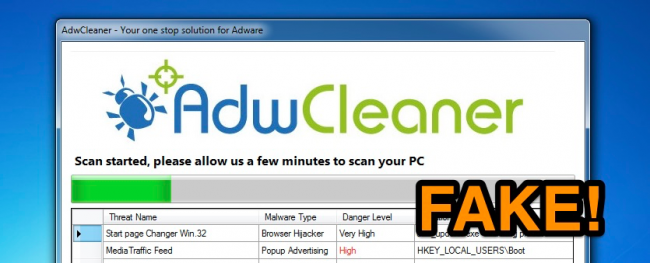 AdwCleaner - Your one stop solution for Adware
AdwCleaner
Scan started, please allow us a few minutes to scan your PC
FAKE!
Threat Name Malware Type Danger Level
Start page Changer Win.32 Browser Hijacker Very High
MediaTraffic Feed Popup Advertising High HKEY_LOCAL_USERS\Boot